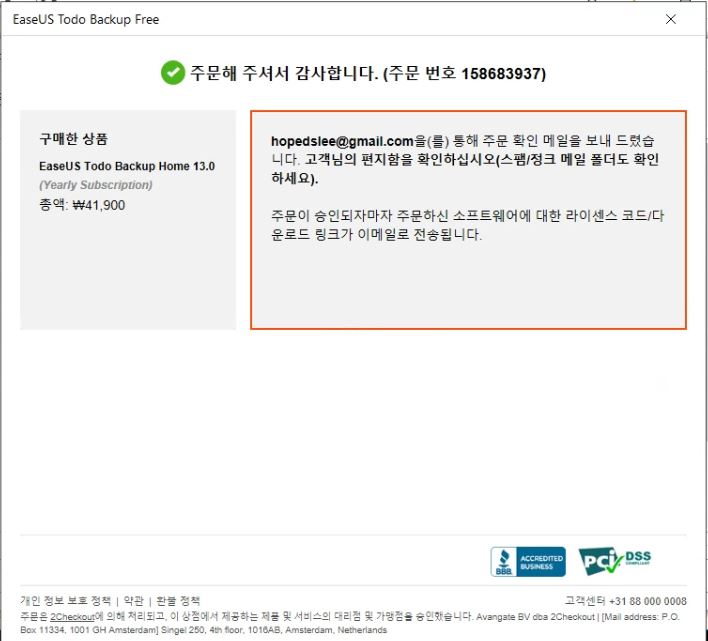 EaseUS Todo Backup Free
주문해 주셔서 감사합니다. (주문 번호 158683937)
구매한 상품
EaseUS Todo Backup Home 13.0
(Yearly Subscription)
총액: ₩41,900
hopedslee@gmail.com을(를) 통해 주문 확인 메일을 보내 드렸습
니다. 고객님의 편지함을 확인하십시오(스팸/정크 메일 폴더도 확인
하세요).
주문이 승인되자마자 주문하신 소프트웨어에 대한 라이센스 코드/다
운로드 링크가 이메일로 전송됩니다.
BBB.
ACCREDITED
BUSINESS
PCI DSS
COMPLIANT
개인 정보 보호 정책 | 약관 | 환불 정책
고객센터 +31 88 000 0008
주문은 2Checkout에 의해 처리되고, 이 상점에서 제공하는 제품 및 서비스의 대리점 및 가맹점을 승인했습니다. Avangate BV dba 2Checkout | [Mail address: P.O.
Box 11334, 1001 GH Amsterdam] Singel 250, 4th floor, 1016AB, Amsterdam, Netherlands